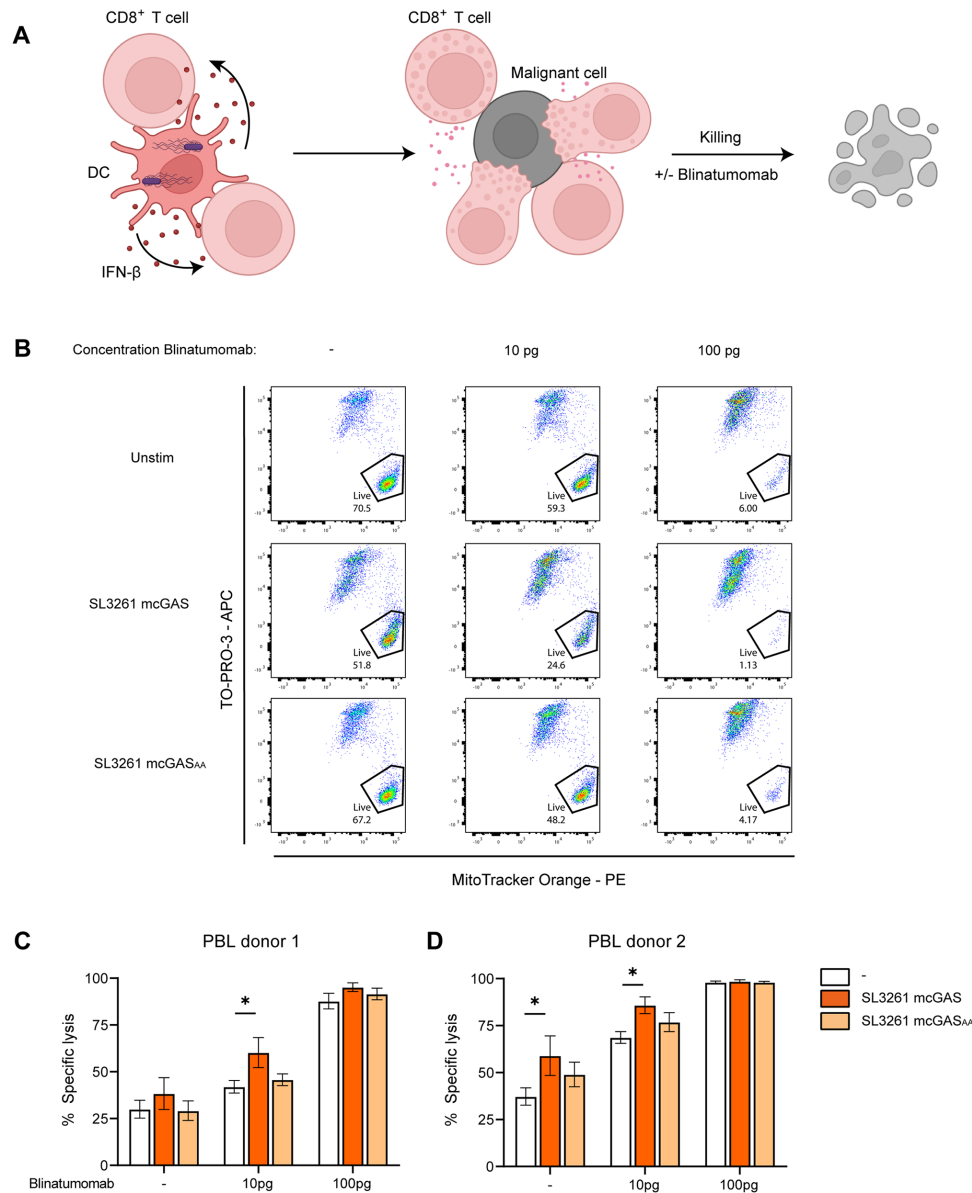 A
CD8⁺ T cell
DC
IFN-β
CD8⁺ T cell
Malignant cell
Killing
+/- Blinatumomab
B
Concentration Blinatumomab: - 10 pg 100 pg
Unstim
SL3261 mcGAS
SL3261 mcGASAA
TO-PRO-3 - APC
Live
70.5
Live
59.3
Live
6.00
Live
51.8
Live
24.6
Live
1.13
Live
67.2
Live
48.2
Live
4.17
MitoTracker Orange - PE
C
PBL donor 1
% Specific lysis
100
75
50
25
0
*
Blinatumomab - 10pg 100pg
D
PBL donor 2
% Specific lysis
100
75
50
25
0
* *
- 10pg 100pg
-
SL3261 mcGAS
SL3261 mcGASAA